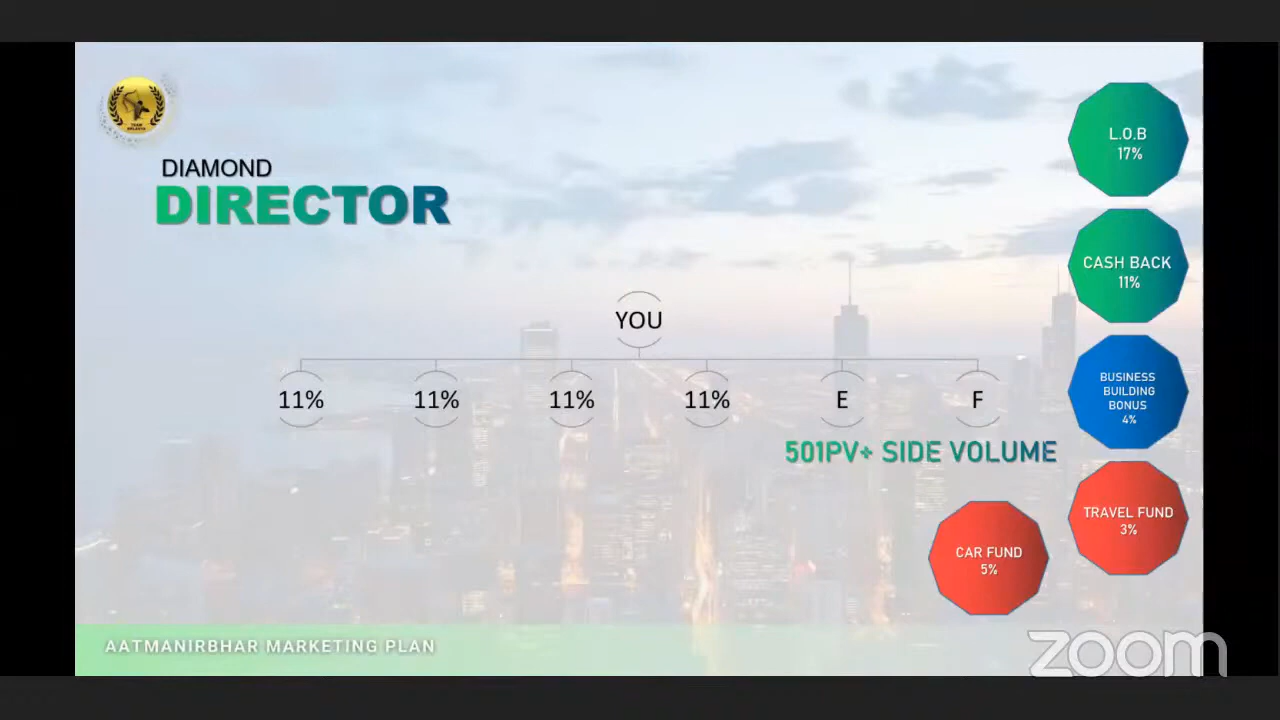 DIAMOND
DIRECTOR
L.O.B
17%
CASH BACK
11%
YOU
11%
11%
11%
11%
E
F
BUSINESS
BUILDING
BONUS
4%
501PV+ SIDE VOLUME
TRAVEL FUND
3%
CAR FUND
5%
AATMANIRBHAR MARKETING PLAN
zoom